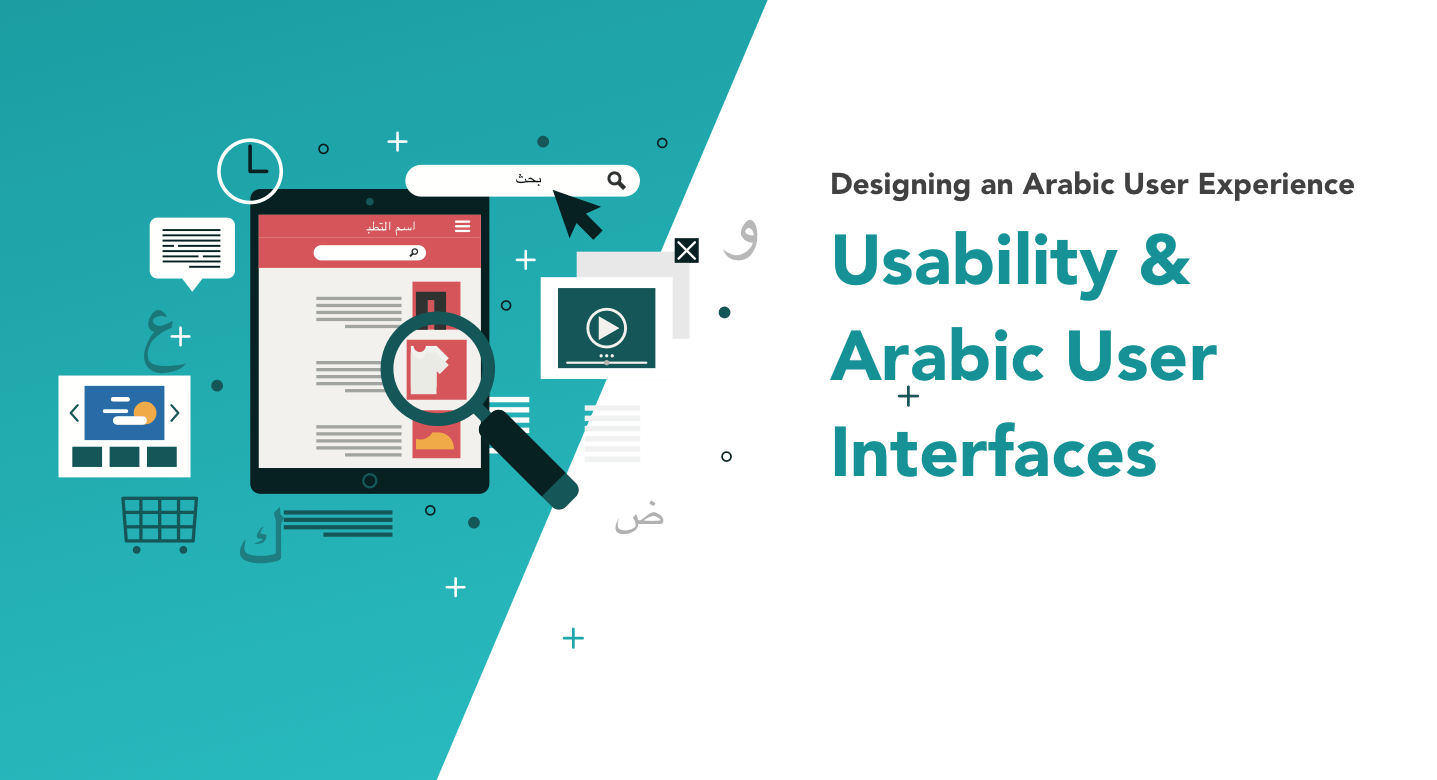 Designing an Arabic User Experience
Usability &
Arabic User
Interfaces
بحث
اسم التطبـ
و
ع
ض
ك